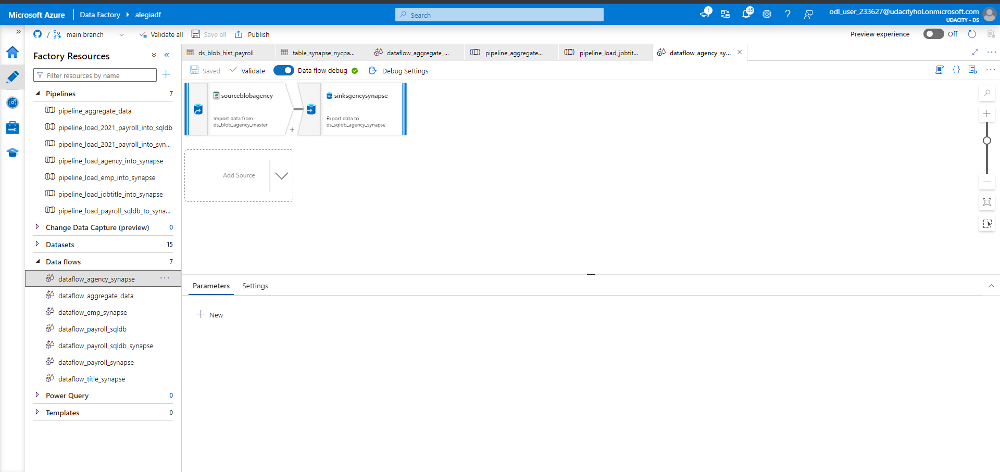 Microsoft Azure
Data Factory
alegiadf
Search
1
46
odl_user_233627@udacityhol.onmicrosoft.com
UDACITY - DS
/
main branch
Validate all
Save all
Publish
Preview experience
Off
Factory Resources
Filter resources by name
Pipelines
7
pipeline_aggregate_data
pipeline_load_2021_payroll_into_sqldb
pipeline_load_2021_payroll_into_syn...
pipeline_load_agency_into_synapse
pipeline_load_emp_into_synapse
pipeline_load_jobtitle_into_synapse
pipeline_load_payroll_sqldb_to_syna...
Change Data Capture (preview)
0
Datasets
15
Data flows
7
dataflow_agency_synapse
dataflow_aggregate_data
dataflow_emp_synapse
dataflow_payroll_sqldb
dataflow_payroll_sqldb_synapse
dataflow_payroll_synapse
dataflow_title_synapse
Power Query
0
Templates
0
ds_blob_hist_payroll
table_synapse_nycpa...
dataflow_aggregate_...
pipeline_aggregate...
pipeline_load_jobtit...
dataflow_agency_sy...
Saved
Validate
Data flow debug
Debug Settings
sourceblobagency
Import data from
ds_blob_agency_master
+
sinksgencysynapse
Export data to
ds_sqldb_agency_synapse
Add Source
Parameters
Settings
New